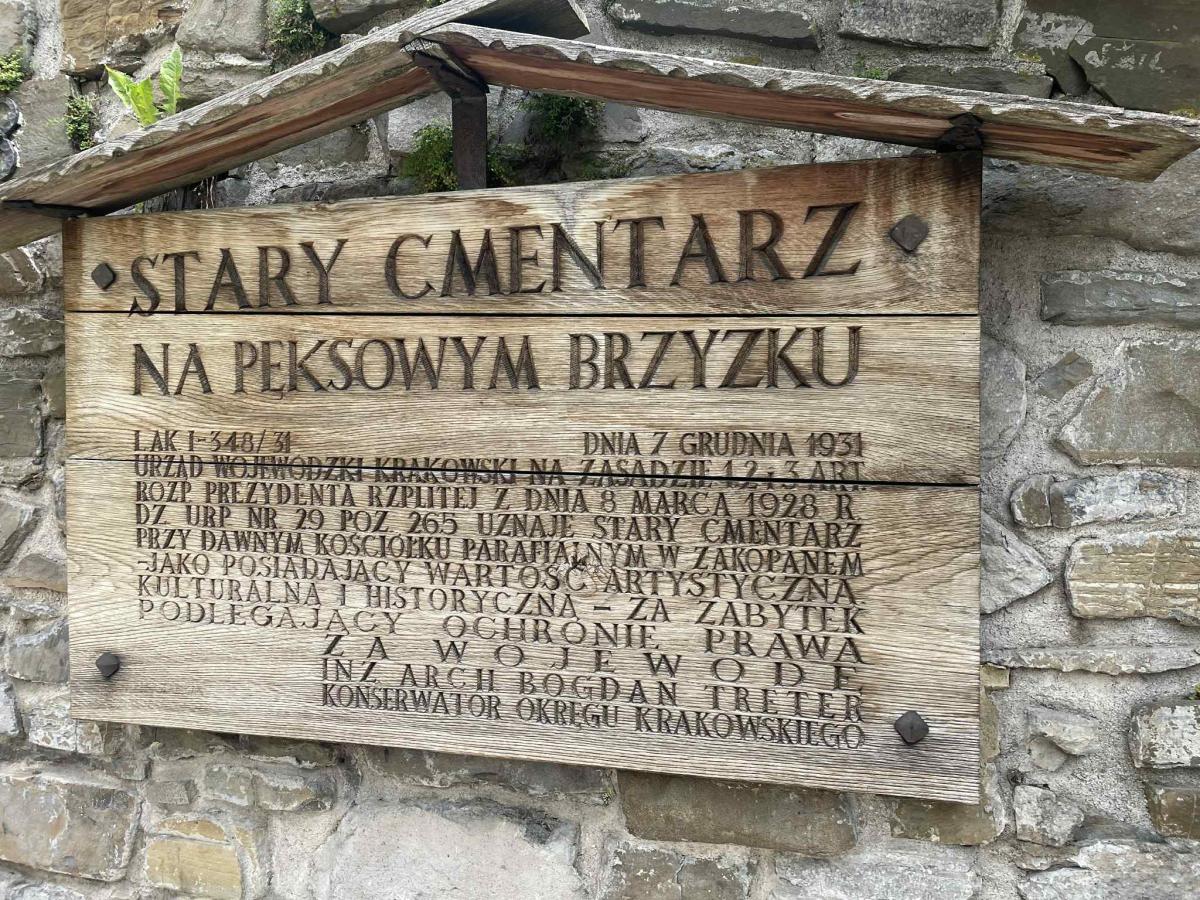 STARY CMENTARZ
NA PĘKSOWYM BRZYZKU
LAK I-348/31 DNIA 7 GRUDNIA 1931
URZĄD WOJEWÓDZKI KRAKOWSKI NA ZASADZIE 1, 2 i 3 ART.
ROZP PREZYDENTA RZPLITEJ Z DNIA 8 MARCA 1928 R
DZ URP NR 29 POZ 265 UZNAJE STARY CMENTARZ
PRZY DAWNYM KOŚCIÓŁKU PARAFIALNYM W ZAKOPANEM
-JAKO POSIADAJĄCY WARTOŚĆ ARTYSTYCZNĄ
KULTURALNĄ I HISTORYCZNĄ – ZA ZABYTEK
PODLEGAJĄCY OCHRONIE PRAWA
ZA WOJEWODĘ
INŻ ARCH BOGDAN TRETER
KONSERWATOR OKRĘGU KRAKOWSKIEGO